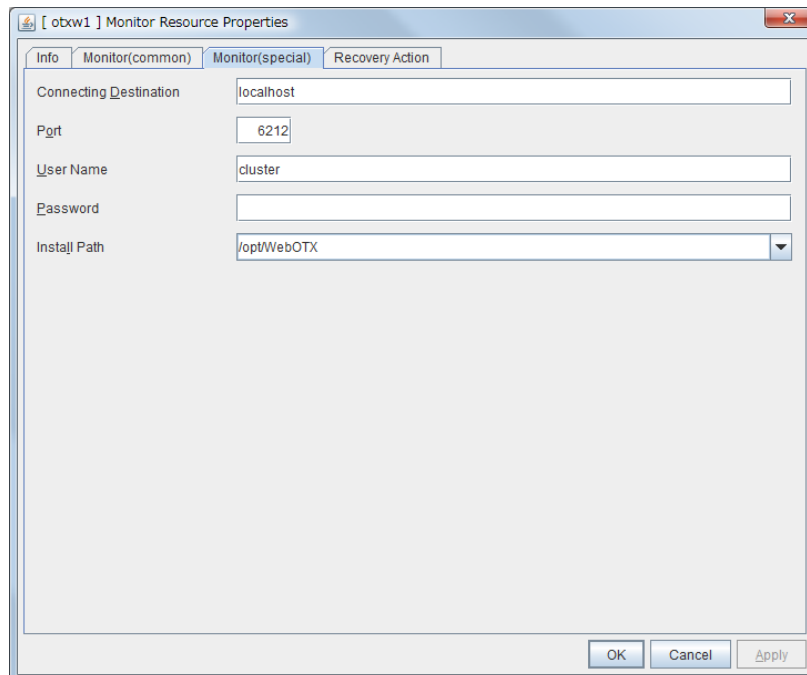 [ otxw1 ] Monitor Resource Properties
Info Monitor(common) Monitor(special) Recovery Action
Connecting Destination localhost
Port 6212
User Name cluster
Password
Install Path /opt/WebOTX
OK Cancel Apply